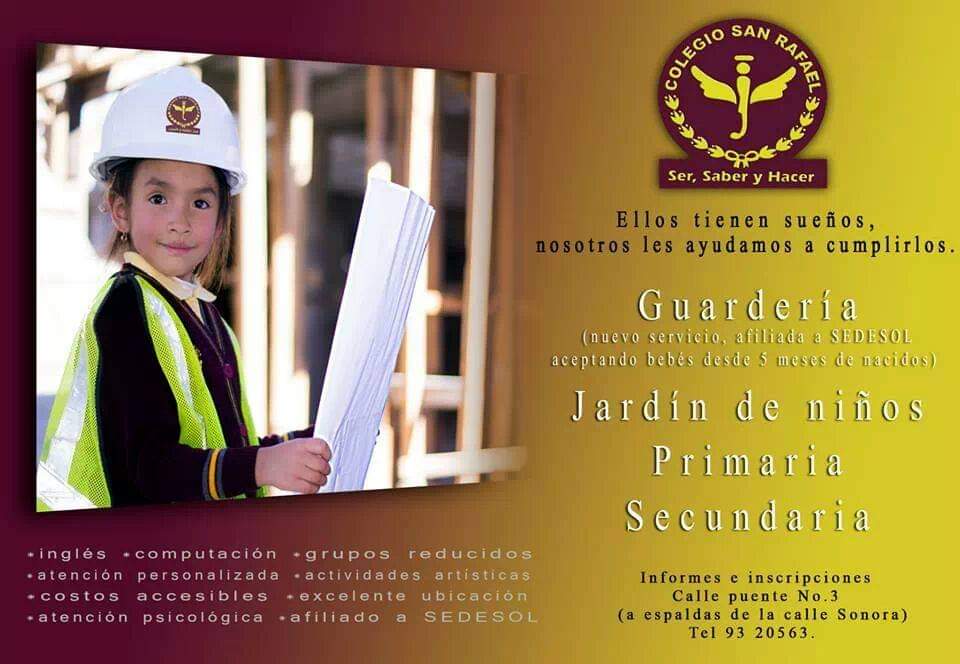 COLEGIO SAN RAFAEL
Ser, Saber y Hacer
Ellos tienen sueños,
nosotros les ayudamos a cumplirlos.
Guardería
(nuevo servicio, afiliada a SEDESOL
aceptando bebés desde 5 meses de nacidos)
Jardín de niños
Primaria
Secundaria
*inglés *computación *grupos reducidos
*atención personalizada *actividades artísticas
*costos accesibles *excelente ubicación
*atención psicológica *afiliado a SEDESOL
Informes e inscripciones
Calle puente No.3
(a espaldas de la calle Sonora)
Tel 93 20563.